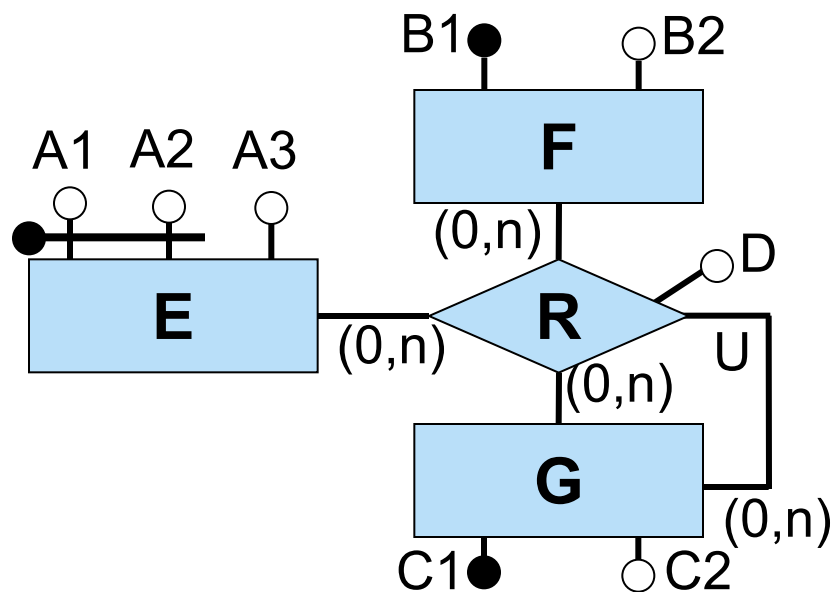 B1 B2
A1 A2 A3
F
(0,n)
D
E
R
(0,n)
U
(0,n)
G
(0,n)
C1 C2